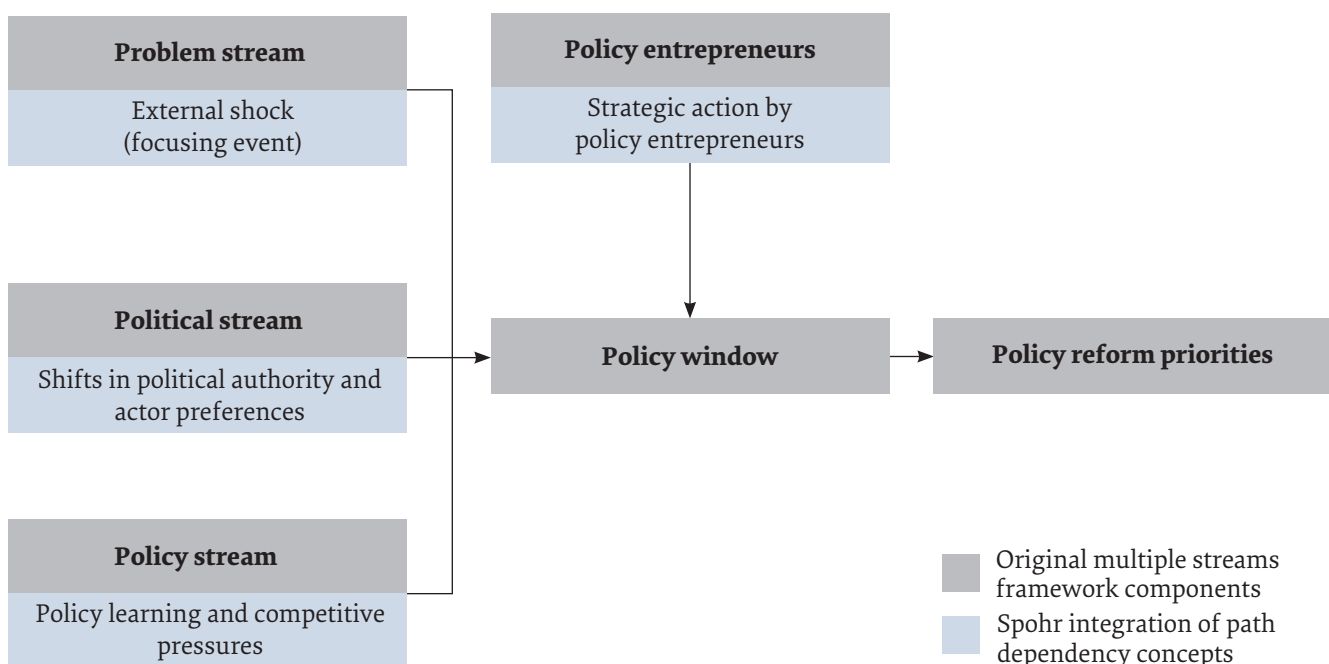 Problem stream
External shock
(focusing event)
Policy entrepreneurs
Strategic action by
policy entrepreneurs
Political stream
Shifts in political authority and
actor preferences
Policy window
Policy reform priorities
Policy stream
Policy learning and competitive
pressures
Original multiple streams
framework components
Spohr integration of path
dependency concepts